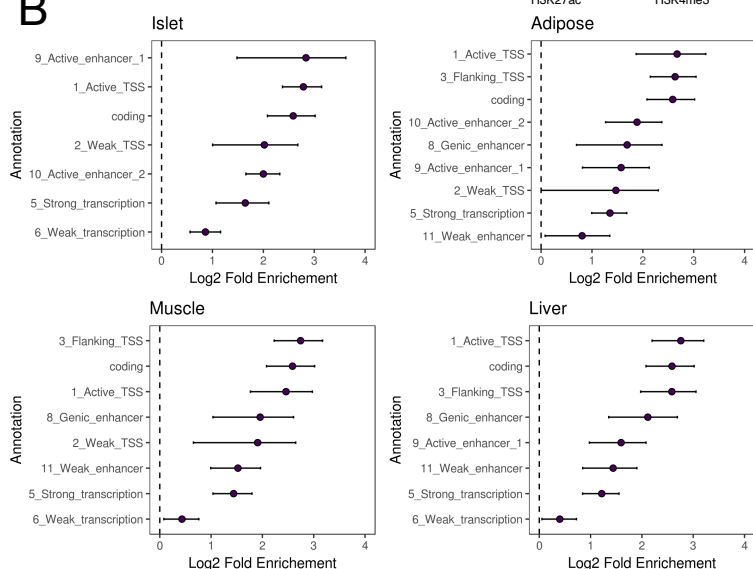 B
H3K27ac H3K4me3
Islet
9_Active_enhancer_1
1_Active_TSS
coding
2_Weak_TSS
10_Active_enhancer_2
5_Strong_transcription
6_Weak_transcription
Annotation
0 1 2 3 4
Log2 Fold Enrichement
Adipose
1_Active_TSS
3_Flanking_TSS
coding
10_Active_enhancer_2
8_Genic_enhancer
9_Active_enhancer_1
2_Weak_TSS
5_Strong_transcription
11_Weak_enhancer
Annotation
0 1 2 3 4
Log2 Fold Enrichement
Muscle
3_Flanking_TSS
coding
1_Active_TSS
8_Genic_enhancer
2_Weak_TSS
11_Weak_enhancer
5_Strong_transcription
6_Weak_transcription
Annotation
0 1 2 3 4
Log2 Fold Enrichement
Liver
1_Active_TSS
coding
3_Flanking_TSS
8_Genic_enhancer
9_Active_enhancer_1
11_Weak_enhancer
5_Strong_transcription
6_Weak_transcription
Annotation
0 1 2 3 4
Log2 Fold Enrichement